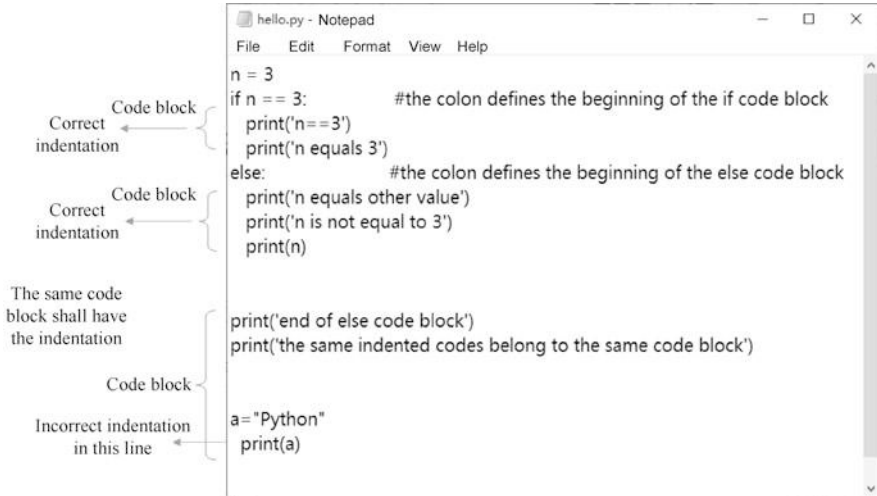 hello.py - Notepad
File Edit Format View Help
n = 3
if n == 3: #the colon defines the beginning of the if code block
print('n==3')
print('n equals 3')
else: #the colon defines the beginning of the else code block
print('n equals other value')
print('n is not equal to 3')
print(n)
print('end of else code block')
print('the same indented codes belong to the same code block')
a="Python"
print(a)
Code block
Correct
indentation
Code block
Correct
indentation
The same code
block shall have
the indentation
Code block
Incorrect indentation
in this line